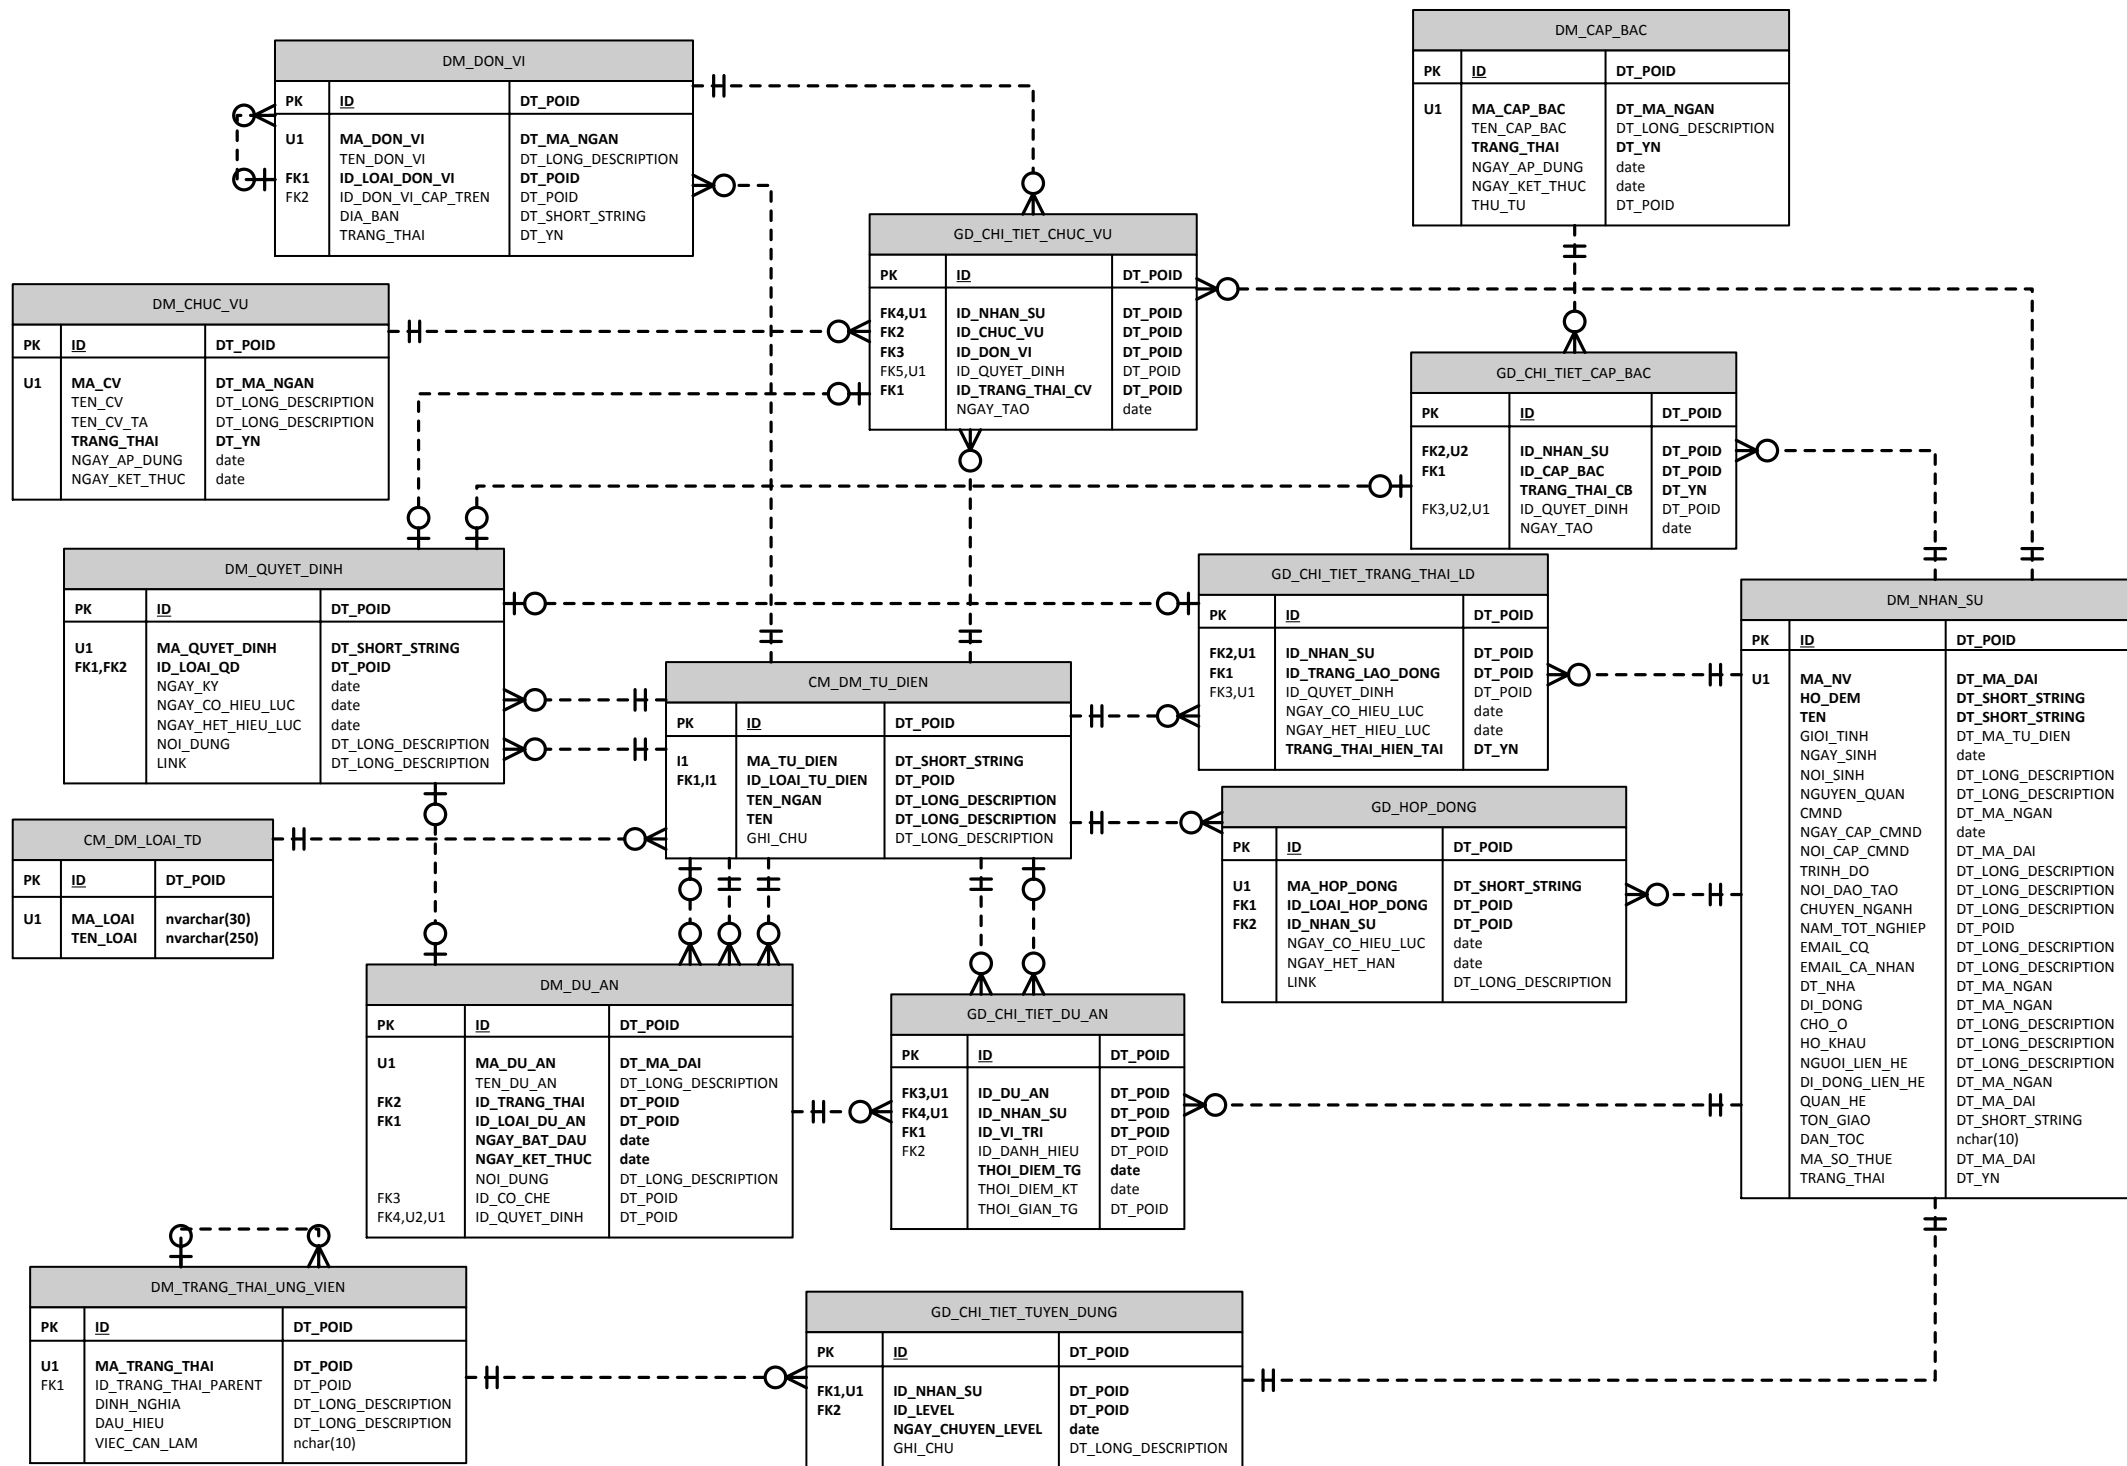 DM_DON_VI
PK ID DT_POID
U1 MA_DON_VI DT_MA_NGAN
TEN_DON_VI DT_LONG_DESCRIPTION
FK1 ID_LOAI_DON_VI DT_POID
FK2 ID_DON_VI_CAP_TREN DT_POID
DIA_BAN DT_SHORT_STRING
TRANG_THAI DT_YN
DM_CAP_BAC
PK ID DT_POID
U1 MA_CAP_BAC DT_MA_NGAN
TEN_CAP_BAC DT_LONG_DESCRIPTION
TRANG_THAI DT_YN
NGAY_AP_DUNG date
NGAY_KET_THUC date
THU_TU DT_POID
GD_CHI_TIET_CHUC_VU
PK ID DT_POID
FK4,U1 ID_NHAN_SU DT_POID
FK2 ID_CHUC_VU DT_POID
FK3 ID_DON_VI DT_POID
FK5,U1 ID_QUYET_DINH DT_POID
FK1 ID_TRANG_THAI_CV DT_POID
NGAY_TAO date
DM_CHUC_VU
PK ID DT_POID
U1 MA_CV DT_MA_NGAN
TEN_CV DT_LONG_DESCRIPTION
TEN_CV_TA DT_LONG_DESCRIPTION
TRANG_THAI DT_YN
NGAY_AP_DUNG date
NGAY_KET_THUC date
GD_CHI_TIET_CAP_BAC
PK ID DT_POID
FK2,U2 ID_NHAN_SU DT_POID
FK1 ID_CAP_BAC DT_POID
TRANG_THAI_CB DT_YN
FK3,U2,U1 ID_QUYET_DINH DT_POID
NGAY_TAO date
DM_QUYET_DINH
PK ID DT_POID
U1 MA_QUYET_DINH DT_SHORT_STRING
FK1,FK2 ID_LOAI_QD DT_POID
NGAY_KY date
NGAY_CO_HIEU_LUC date
NGAY_HET_HIEU_LUC date
NOI_DUNG DT_LONG_DESCRIPTION
LINK DT_LONG_DESCRIPTION
GD_CHI_TIET_TRANG_THAI_LD
PK ID DT_POID
FK2,U1 ID_NHAN_SU DT_POID
FK1 ID_TRANG_LAO_DONG DT_POID
FK3,U1 ID_QUYET_DINH DT_POID
NGAY_CO_HIEU_LUC date
NGAY_HET_HIEU_LUC date
TRANG_THAI_HIEN_TAI DT_YN
DM_NHAN_SU
PK ID DT_POID
U1 MA_NV DT_MA_DAI
HO_DEM DT_SHORT_STRING
TEN DT_SHORT_STRING
GIOI_TINH DT_MA_TU_DIEN
NGAY_SINH date
NOI_SINH DT_LONG_DESCRIPTION
NGUYEN_QUAN DT_LONG_DESCRIPTION
CMND DT_MA_NGAN
NGAY_CAP_CMND date
NOI_CAP_CMND DT_MA_DAI
TRINH_DO DT_LONG_DESCRIPTION
NOI_DAO_TAO DT_LONG_DESCRIPTION
CHUYEN_NGANH DT_LONG_DESCRIPTION
NAM_TOT_NGHIEP DT_POID
EMAIL_CQ DT_LONG_DESCRIPTION
EMAIL_CA_NHAN DT_LONG_DESCRIPTION
DT_NHA DT_MA_NGAN
DI_DONG DT_MA_NGAN
CHO_O DT_LONG_DESCRIPTION
HO_KHAU DT_LONG_DESCRIPTION
NGUOI_LIEN_HE DT_LONG_DESCRIPTION
DI_DONG_LIEN_HE DT_MA_NGAN
QUAN_HE DT_MA_DAI
TON_GIAO DT_SHORT_STRING
DAN_TOC nchar(10)
MA_SO_THUE DT_MA_DAI
TRANG_THAI DT_YN
CM_DM_TU_DIEN
PK ID DT_POID
I1 MA_TU_DIEN DT_SHORT_STRING
FK1,I1 ID_LOAI_TU_DIEN DT_POID
TEN_NGAN DT_LONG_DESCRIPTION
TEN DT_LONG_DESCRIPTION
GHI_CHU DT_LONG_DESCRIPTION
GD_HOP_DONG
PK ID DT_POID
U1 MA_HOP_DONG DT_SHORT_STRING
FK1 ID_LOAI_HOP_DONG DT_POID
FK2 ID_NHAN_SU DT_POID
NGAY_CO_HIEU_LUC date
NGAY_HET_HAN date
LINK DT_LONG_DESCRIPTION
CM_DM_LOAI_TD
PK ID DT_POID
U1 MA_LOAI nvarchar(30)
TEN_LOAI nvarchar(250)
DM_DU_AN
PK ID DT_POID
U1 MA_DU_AN DT_MA_DAI
TEN_DU_AN DT_LONG_DESCRIPTION
FK2 ID_TRANG_THAI DT_POID
FK1 ID_LOAI_DU_AN DT_POID
NGAY_BAT_DAU date
NGAY_KET_THUC date
NOI_DUNG DT_LONG_DESCRIPTION
FK3 ID_CO_CHE DT_POID
FK4,U2,U1 ID_QUYET_DINH DT_POID
GD_CHI_TIET_DU_AN
PK ID DT_POID
FK3,U1 ID_DU_AN DT_POID
FK4,U1 ID_NHAN_SU DT_POID
FK1 ID_VI_TRI DT_POID
FK2 ID_DANH_HIEU DT_POID
THOI_DIEM_TG date
THOI_DIEM_KT date
THOI_GIAN_TG DT_POID
DM_TRANG_THAI_UNG_VIEN
PK ID DT_POID
U1 MA_TRANG_THAI DT_POID
FK1 ID_TRANG_THAI_PARENT DT_POID
DINH_NGHIA DT_LONG_DESCRIPTION
DAU_HIEU DT_LONG_DESCRIPTION
VIEC_CAN_LAM nchar(10)
GD_CHI_TIET_TUYEN_DUNG
PK ID DT_POID
FK1,U1 ID_NHAN_SU DT_POID
FK2 ID_LEVEL DT_POID
NGAY_CHUYEN_LEVEL date
GHI_CHU DT_LONG_DESCRIPTION